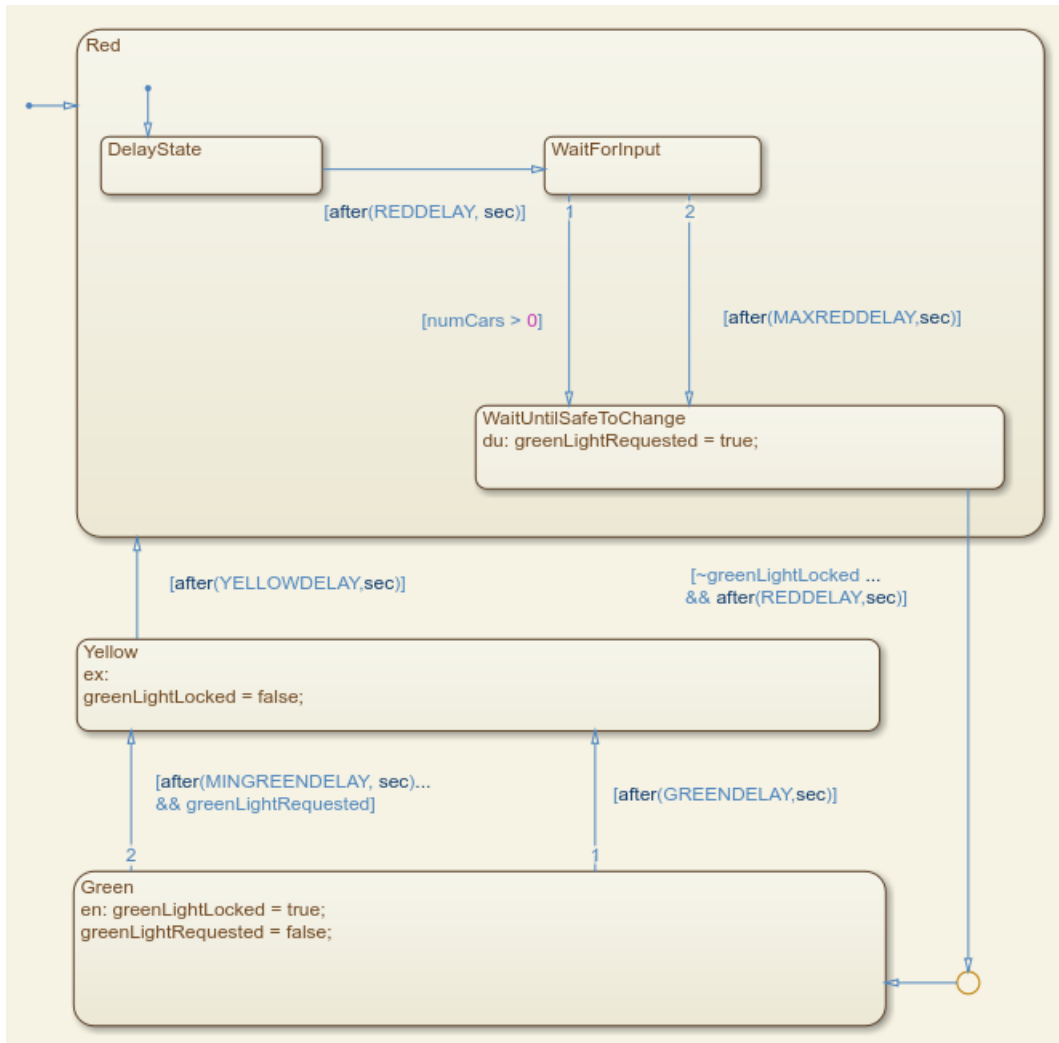 Red
DelayState
WaitForInput
[after(REDDELAY, sec)]
1
2
[numCars > 0]
[after(MAXREDDELAY,sec)]
WaitUntilSafeToChange
du: greenLightRequested = true;
[after(YELLOWDELAY,sec)]
[~greenLightLocked ...
&& after(REDDELAY,sec)]
Yellow
ex:
greenLightLocked = false;
[after(MINGREENDELAY, sec)...
&& greenLightRequested]
[after(GREENDELAY,sec)]
2
1
Green
en: greenLightLocked = true;
greenLightRequested = false;